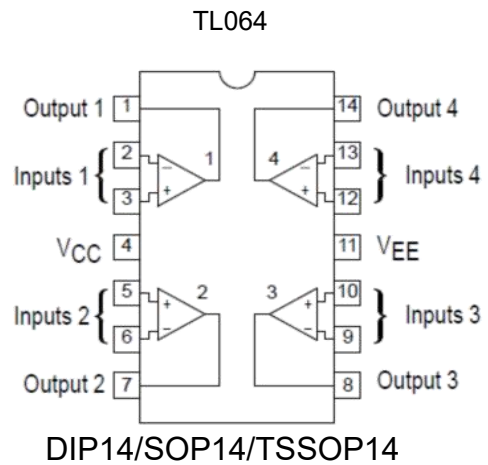 TL064
Output 1 1 14 Output 4
2 − 1 4 − 13
Inputs 1 { } Inputs 4
3 + + 12
VCC 4 11 VEE
5 + 2 3 + 10
Inputs 2 { } Inputs 3
6 − − 9
Output 2 7 8 Output 3
DIP14/SOP14/TSSOP14